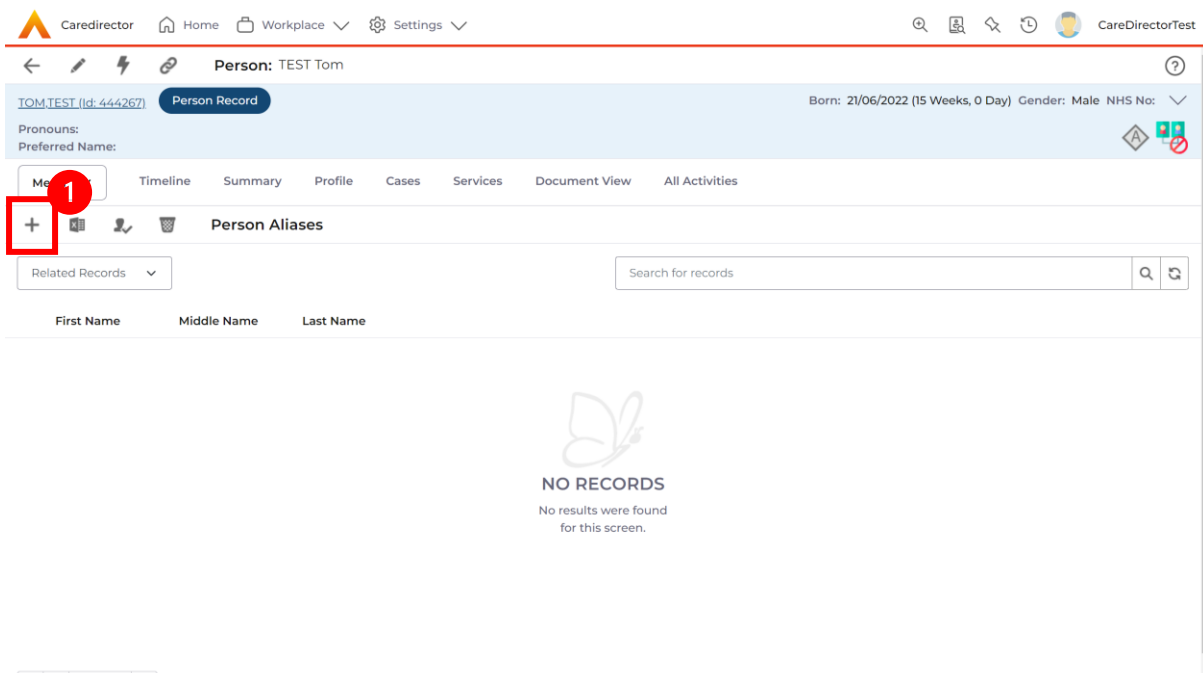 Caredirector Home Workplace Settings CareDirectorTest
Person: TEST Tom
TOM,TEST (Id: 444267) Person Record Born: 21/06/2022 (15 Weeks, 0 Day) Gender: Male NHS No:
Pronouns:
Preferred Name:
A
1
Timeline Summary Profile Cases Services Document View All Activities
Person Aliases
Related Records Search for records
First Name Middle Name Last Name
NO RECORDS
No results were found
for this screen.